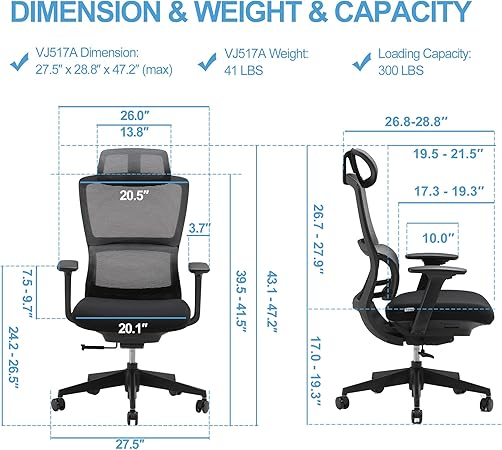 DIMENSION & WEIGHT & CAPACITY
VJ517A Dimension:
27.5" x 28.8" x 47.2" (max)
VJ517A Weight:
41 LBS
Loading Capacity:
300 LBS
26.0"
13.8"
20.5"
3.7"
7.5 - 9.7"
20.1"
24.2 - 26.5"
39.5 - 41.5"
43.1 - 47.2"
27.5"
26.8-28.8"
19.5 - 21.5"
17.3 - 19.3"
10.0"
26.7 - 27.9"
17.0 - 19.3"